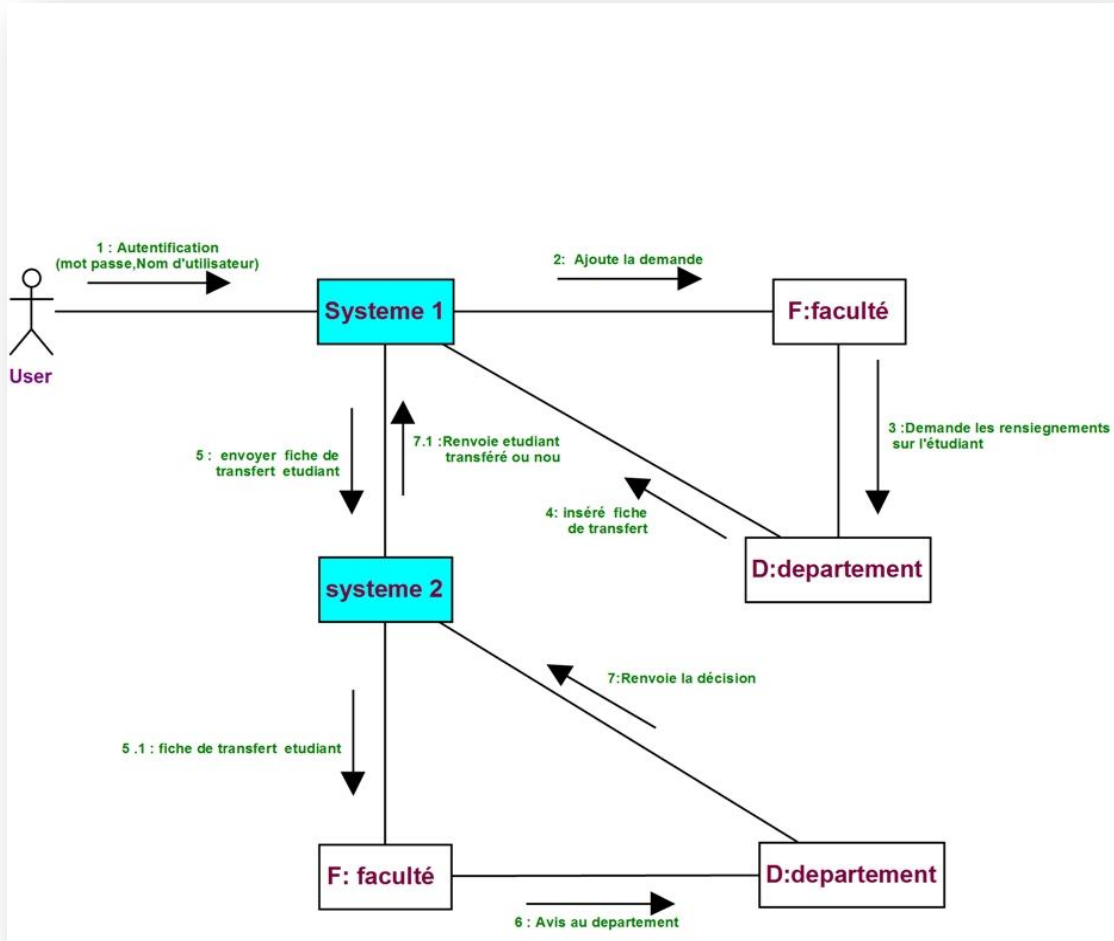 1 : Autentification
(mot passe,Nom d'utilisateur)
2: Ajoute la demande
Systeme 1
F:faculté
User
3 :Demande les rensiegnements
sur l'étudiant
7.1 :Renvoie etudiant
transféré ou nou
5 : envoyer fiche de
transfert etudiant
4: inséré fiche
de transfert
D:departement
systeme 2
7:Renvoie la décision
5 .1 : fiche de transfert etudiant
F: faculté
D:departement
6 : Avis au departement